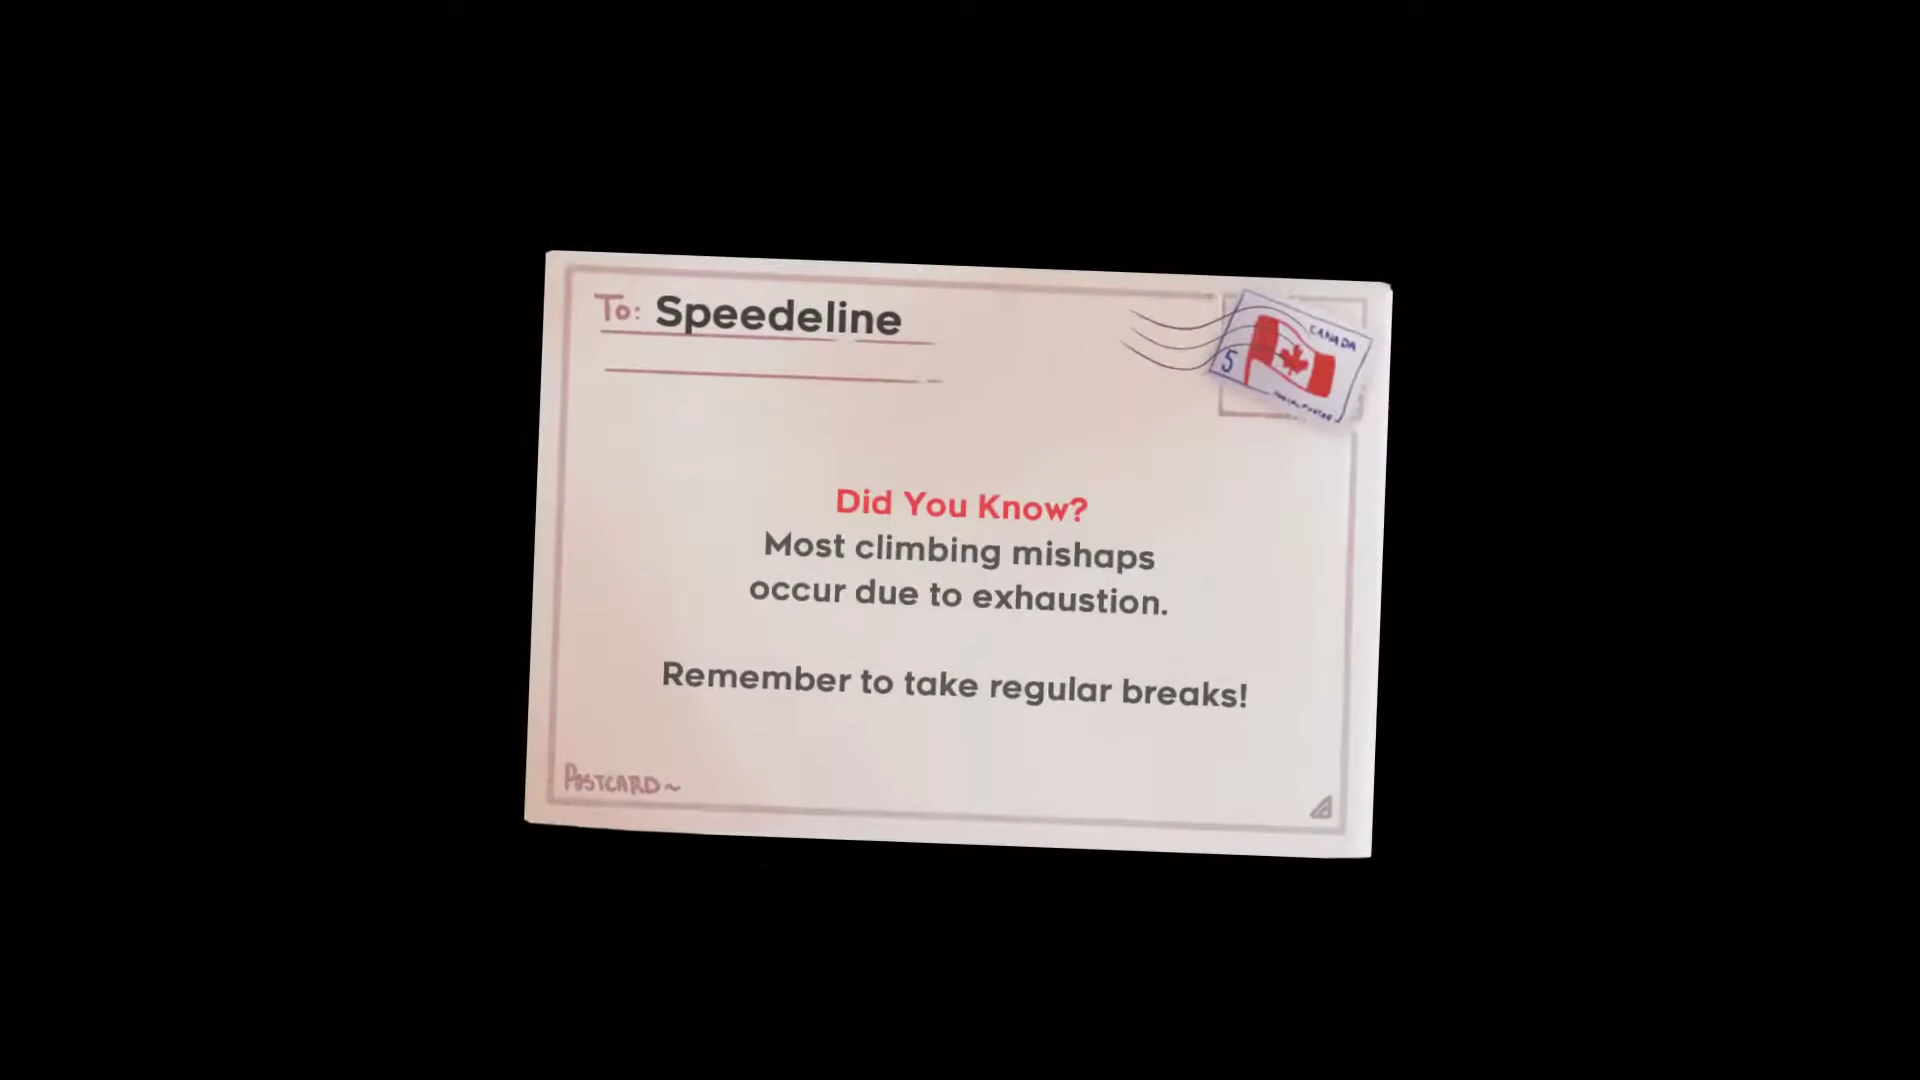 To: Speedeline
CANADA
5
Did You Know?
Most climbing mishaps
occur due to exhaustion.
Remember to take regular breaks!
POSTCARD~